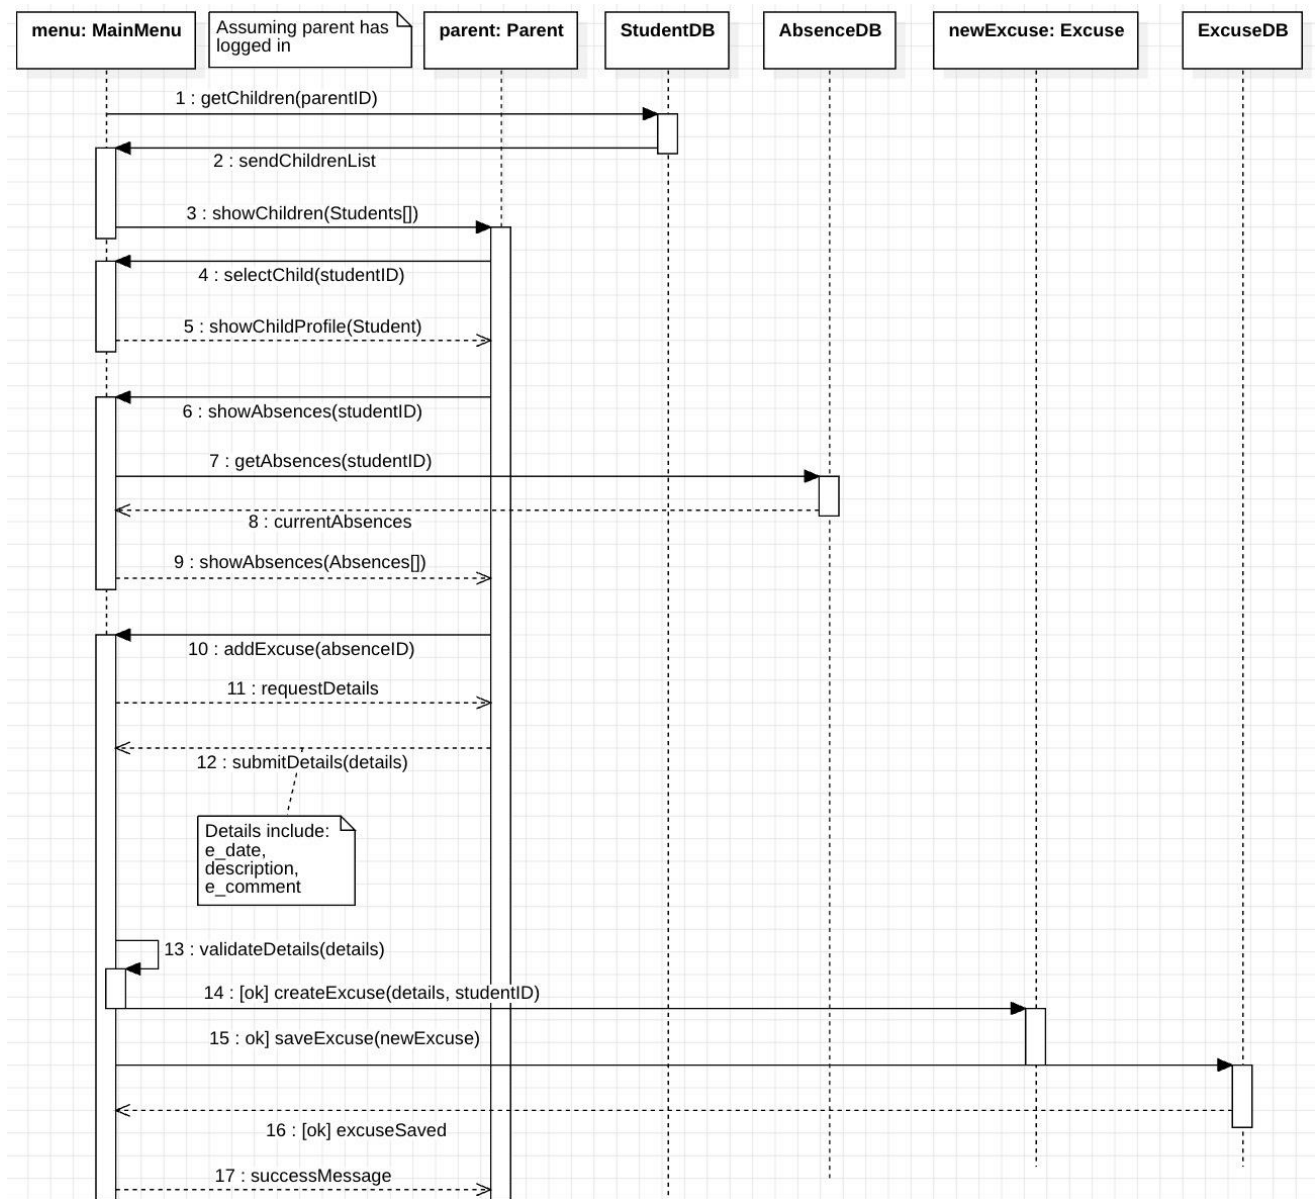 menu: MainMenu
Assuming parent has
logged in
parent: Parent
StudentDB
AbsenceDB
newExcuse: Excuse
ExcuseDB
1 : getChildren(parentID)
2 : sendChildrenList
3 : showChildren(Students[])
4 : selectChild(studentID)
5 : showChildProfile(Student)
6 : showAbsences(studentID)
7 : getAbsences(studentID)
8 : currentAbsences
9 : showAbsences(Absences[])
10 : addExcuse(absenceID)
11 : requestDetails
12 : submitDetails(details)
Details include:
e_date,
description,
e_comment
13 : validateDetails(details)
14 : [ok] createExcuse(details, studentID)
15 : ok] saveExcuse(newExcuse)
16 : [ok] excuseSaved
17 : successMessage